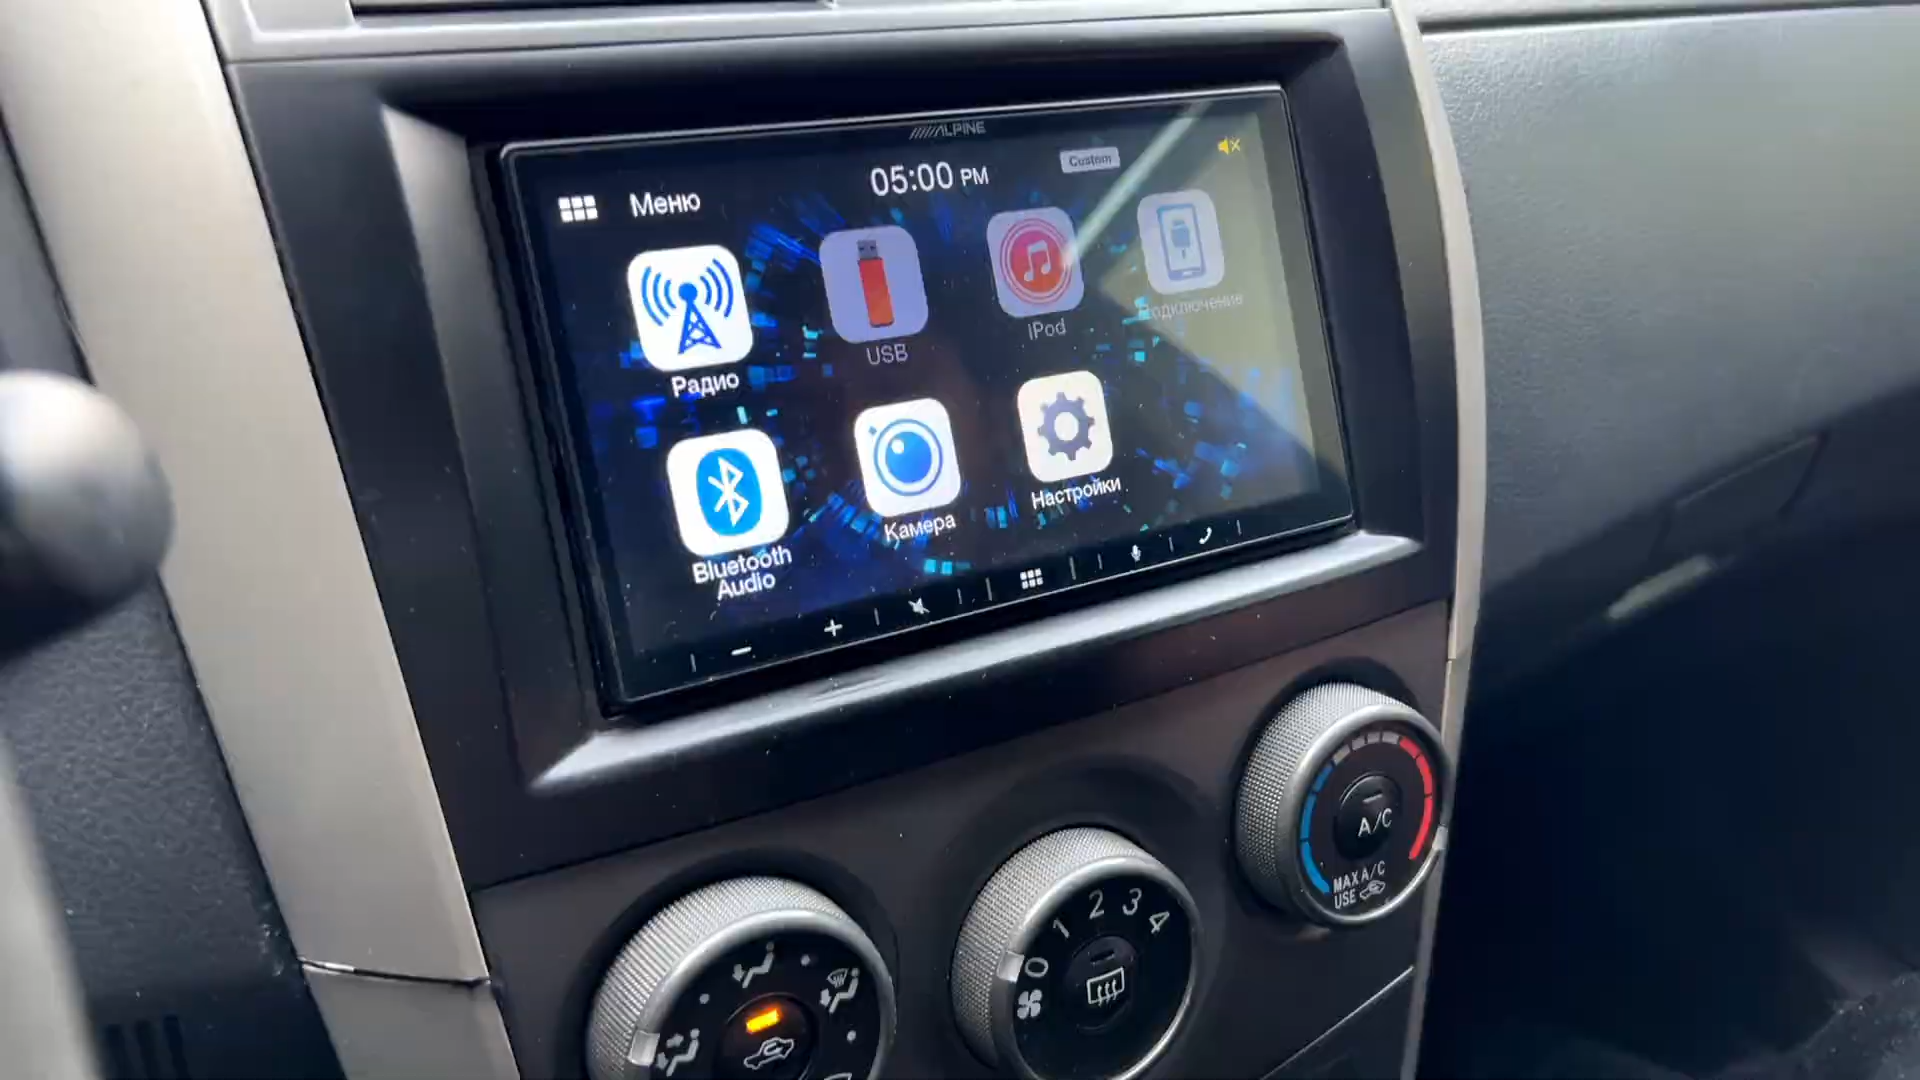 ALPINE
Меню
05:00 PM
Custom
Радио
USB
iPod
Подключение
Bluetooth
Audio
Камера
Настройки
A/C
MAX A/C
USE
0 1 2 3 4